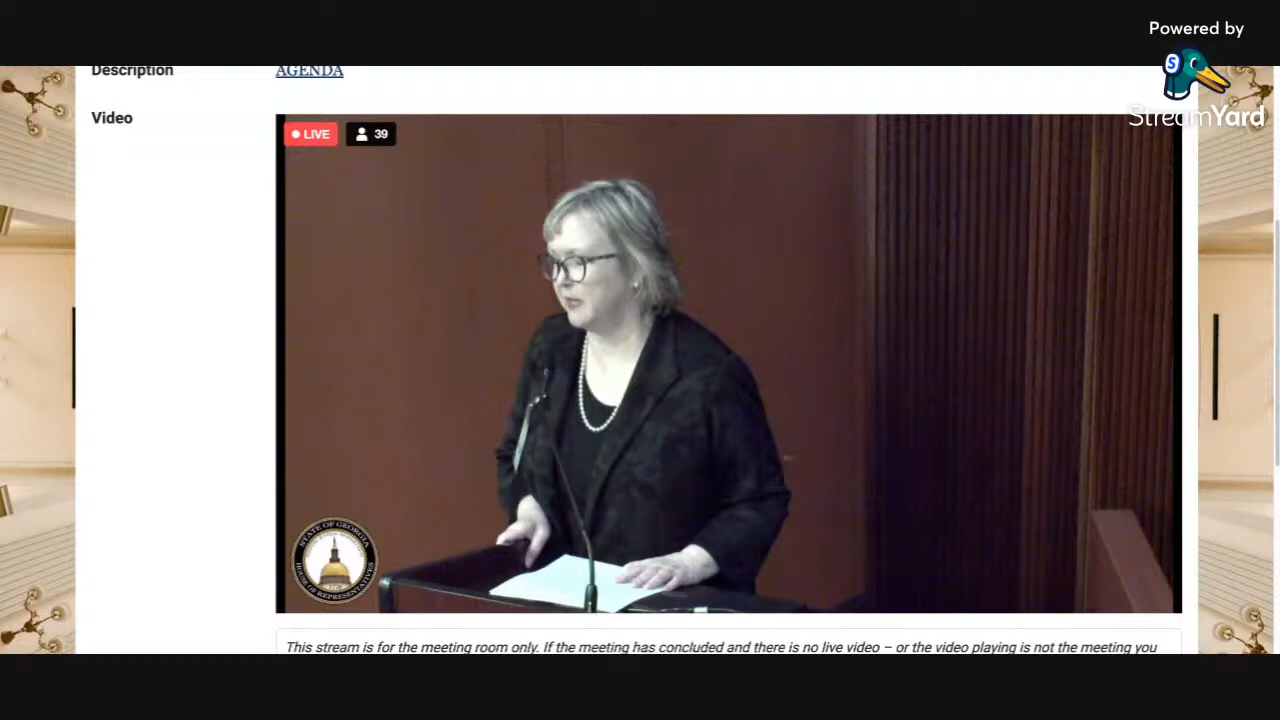 Powered by
S
StreamYard
Description
AGENDA
Video
LIVE
39
STATE OF GEORGIA
HOUSE OF REPRESENTATIVES
This stream is for the meeting room only. If the meeting has concluded and there is no live video – or the video playing is not the meeting you